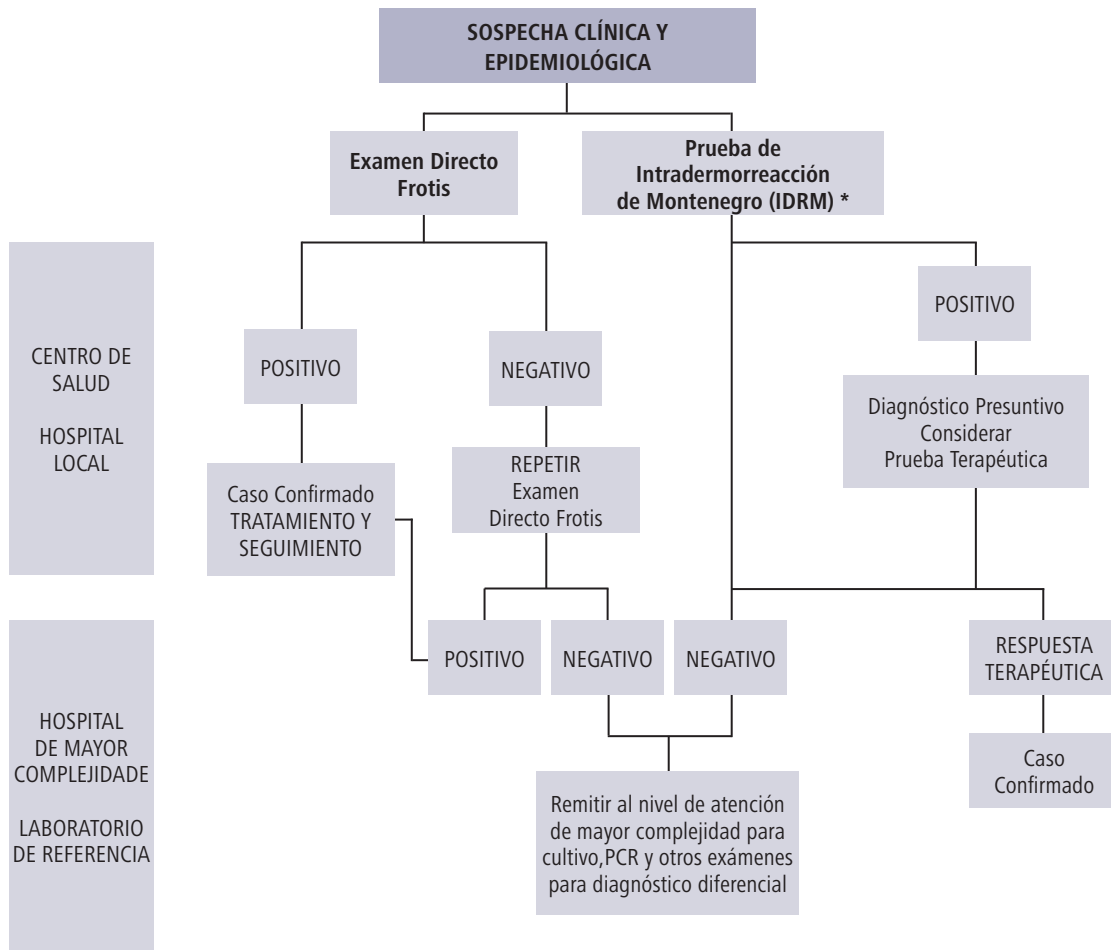 SOSPECHA CLÍNICA Y
EPIDEMIOLÓGICA
Examen Directo
Frotis
Prueba de
Intradermorreacción
de Montenegro (IDRM) *
CENTRO DE
SALUD
HOSPITAL
LOCAL
POSITIVO
NEGATIVO
POSITIVO
Caso Confirmado
TRATAMIENTO Y
SEGUIMIENTO
REPETIR
Examen
Directo Frotis
Diagnóstico Presuntivo
Considerar
Prueba Terapéutica
HOSPITAL
DE MAYOR
COMPLEJIDADE
LABORATORIO
DE REFERENCIA
POSITIVO
NEGATIVO
NEGATIVO
RESPUESTA
TERAPÉUTICA
Caso
Confirmado
Remitir al nivel de atención
de mayor complejidad para
cultivo,PCR y otros exámenes
para diagnóstico diferencial